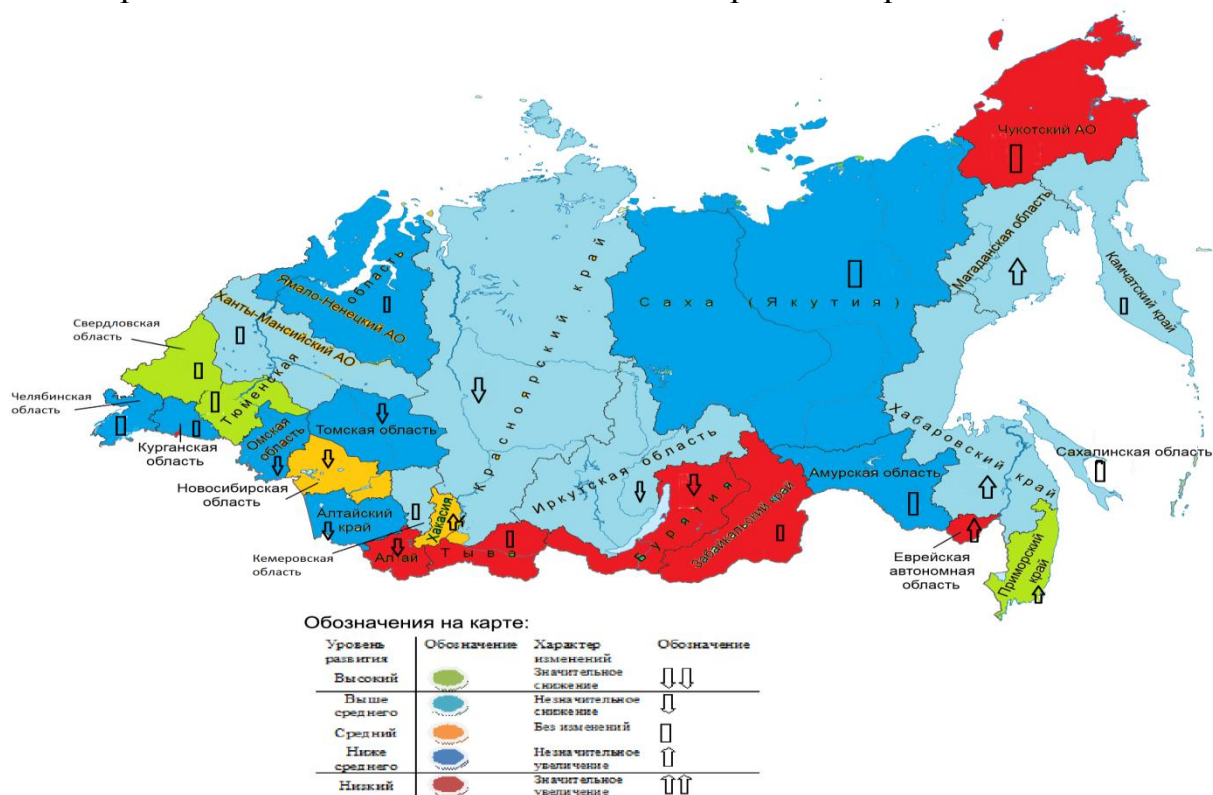 Чукотский АО
Магаданская область
Камчатский край
Красноярский край
Саха (Якутия)
Ямало-Ненецкий АО
область
Ханты-Мансийский АО
Свердловская
область
Тюменская
Челябинская
область
Курганская
область
Омская
область
Томская область
Новосибирская
область
Алтайский
край
Кемеровская
область
Хакасия
Алтай
Тыва
Иркутская область
Бурятия
Забайкальский край
Амурская область
Хабаровский край
Сахалинская область
Еврейская
автономная
область
Приморский
край
Обозначения на карте:
Уровень развития Обозначение Характер изменений Обозначение
Высокий Значительное снижение
Выше среднего Незначительное снижение
Средний Без изменений
Ниже среднего Незначительное увеличение
Низкий Значительное увеличение